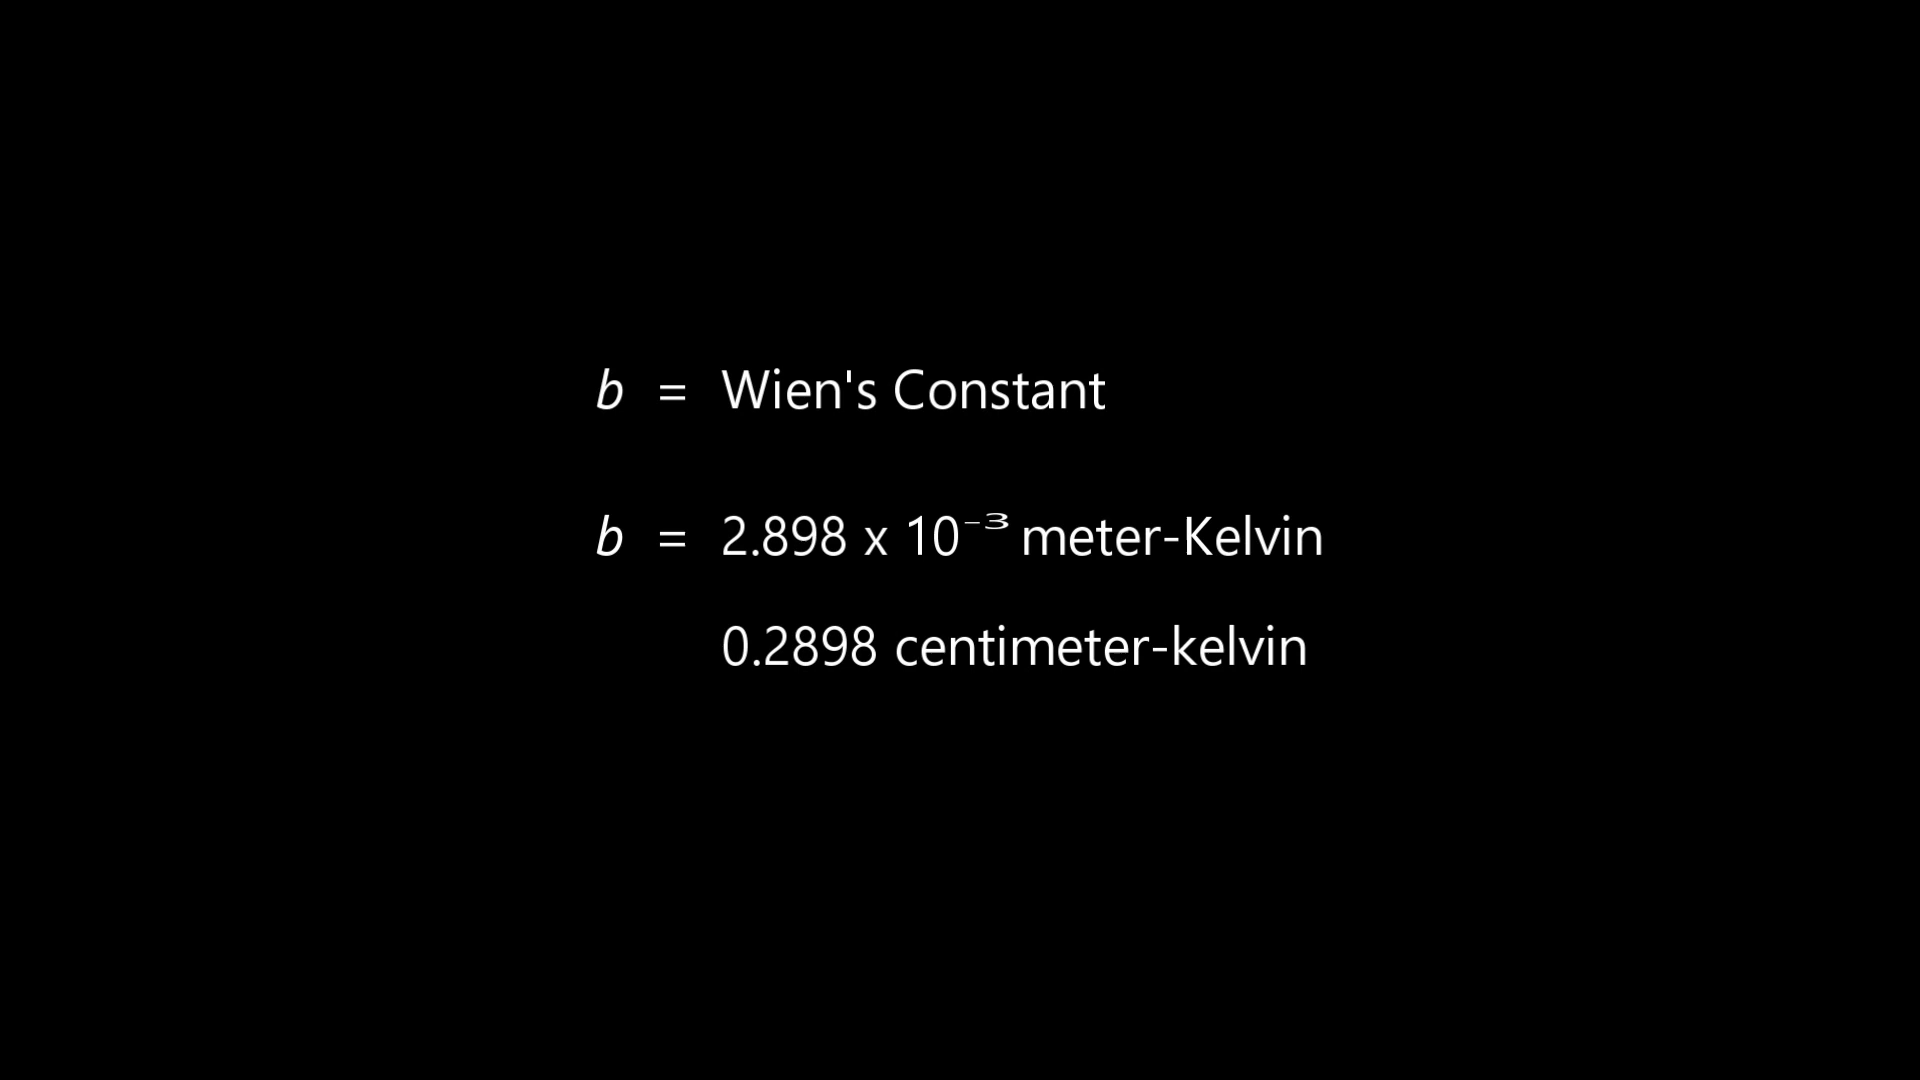 b = Wien's Constant
b = 2.898 x 10⁻³ meter-Kelvin
0.2898 centimeter-kelvin